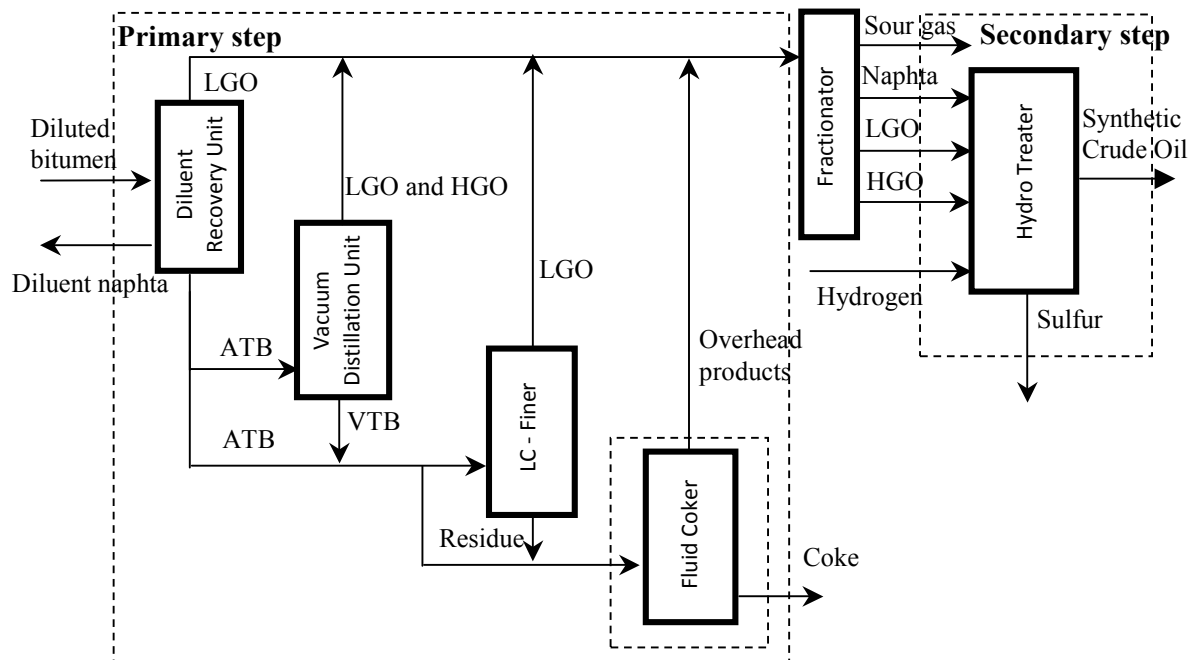 Primary step
Sour gas
Secondary step
Naphta
LGO
LGO
HGO
Fractionator
Hydro Treater
Synthetic
Crude Oil
Diluted
bitumen
Diluent
Recovery Unit
LGO and HGO
Diluent naphta
Vacuum
Distillation Unit
LGO
Hydrogen
Sulfur
ATB
Overhead
products
VTB
ATB
LC - Finer
Residue
Fluid Coker
Coke